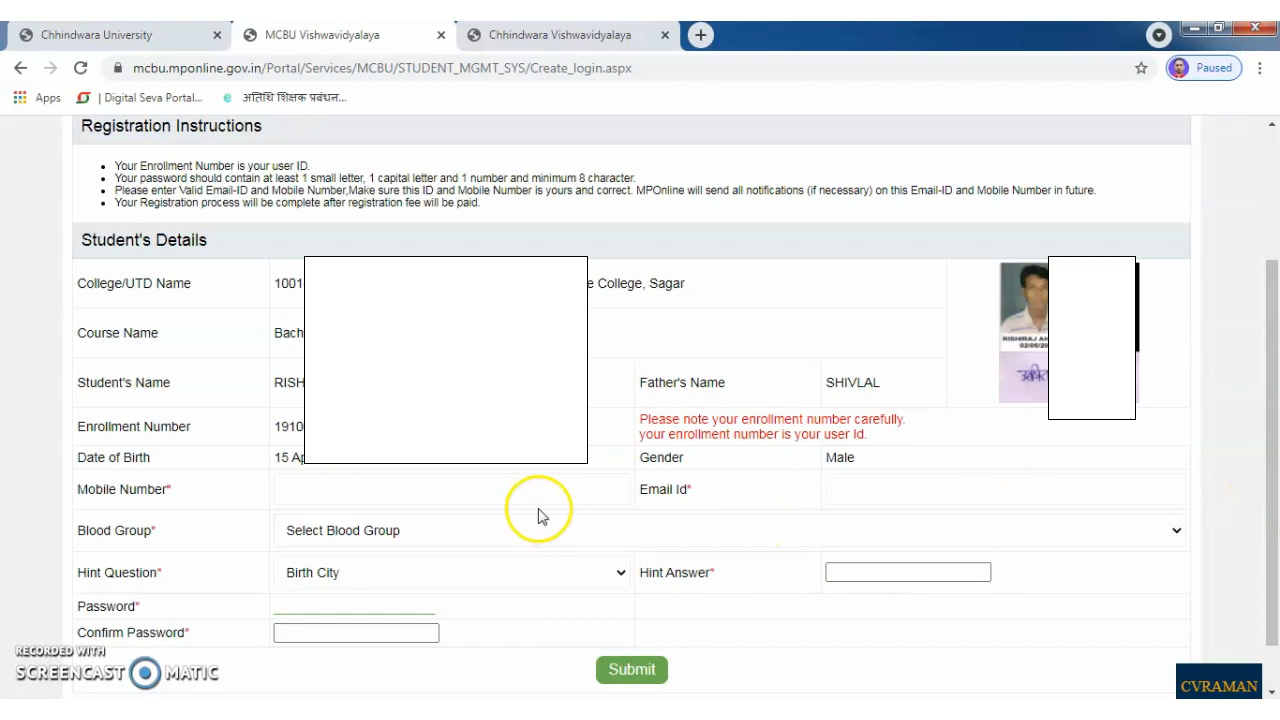 Chhindwara University
MCBU Vishwavidyalaya
Chhindwara Vishwavidyalaya
mcbu.mponline.gov.in/Portal/Services/MCBU/STUDENT_MGMT_SYS/Create_login.aspx
Paused
Apps
| Digital Seva Portal...
अतिथि शिक्षक प्रबंधन...
Registration Instructions
Your Enrollment Number is your user ID.
Your password should contain at least 1 small letter, 1 capital letter and 1 number and minimum 8 character.
Please enter Valid Email-ID and Mobile Number,Make sure this ID and Mobile Number is yours and correct. MPOnline will send all notifications (if necessary) on this Email-ID and Mobile Number in future.
Your Registration process will be complete after registration fee will be paid.
Student's Details
College/UTD Name 1001 e College, Sagar
Course Name Bach
RISHIRAJ
Student's Name RISH Father's Name SHIVLAL
Enrollment Number 1910 Please note your enrollment number carefully.
your enrollment number is your user Id.
Date of Birth 15 Ap Gender Male
Mobile Number* Email Id*
Blood Group* Select Blood Group
Hint Question* Birth City Hint Answer*
Password*
Confirm Password*
Submit
RECORDED WITH
SCREENCAST MATIC
CVRAMAN